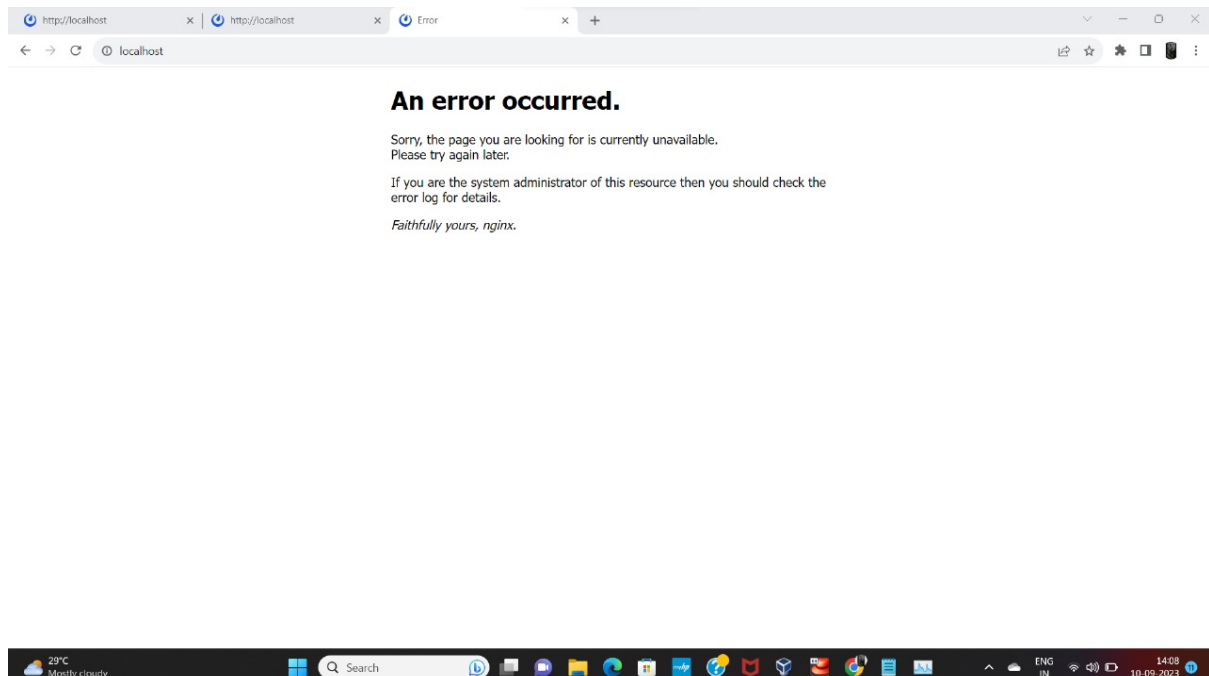 http://localhost
http://localhost
Error
localhost
An error occurred.
Sorry, the page you are looking for is currently unavailable.
Please try again later.
If you are the system administrator of this resource then you should check the
error log for details.
Faithfully yours, nginx.
29°C
Mostly cloudy
Search
ENG
IN
14:08
10-09-2023